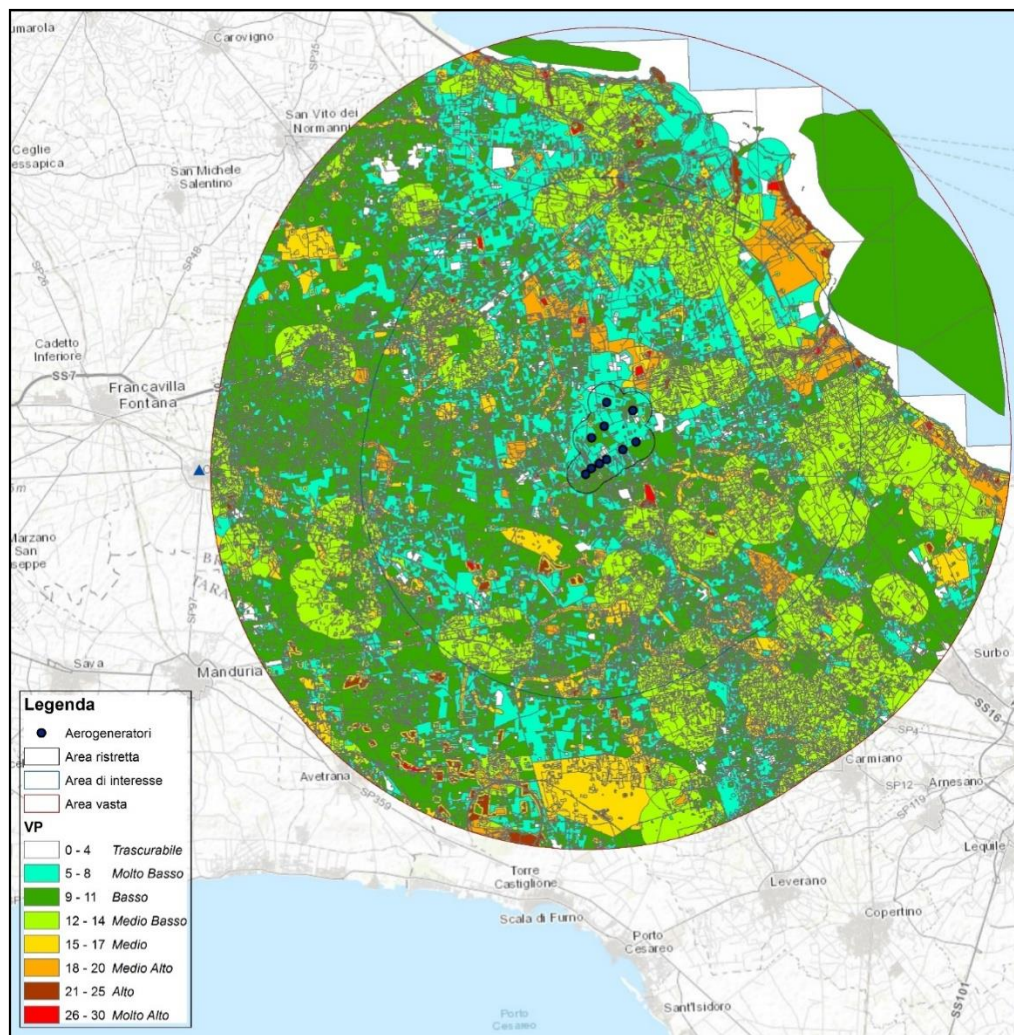 Carovigno
SP35
San Vito dei
Normanni
Ceglie
San Michele
Salentino
SP48
SP26
Cadetto
Inferiore
SS7
Francavilla
Fontana
Marzano
San
SP97
Sava
Manduria
Surbo
SS16
SP4
Carmiano
SP12
Arnesano
SP119
Avetrana
SP359
Lequile
Torre
Castiglione
Leverano
Scala di Furno
Copertino
Porto
Cesareo
Sant'Isidoro
SS101
Porto
Cesareo
Legenda
Aerogeneratori
Area ristretta
Area di interesse
Area vasta
VP
0 - 4 Trascurabile
5 - 8 Molto Basso
9 - 11 Basso
12 - 14 Medio Basso
15 - 17 Medio
18 - 20 Medio Alto
21 - 25 Alto
26 - 30 Molto Alto